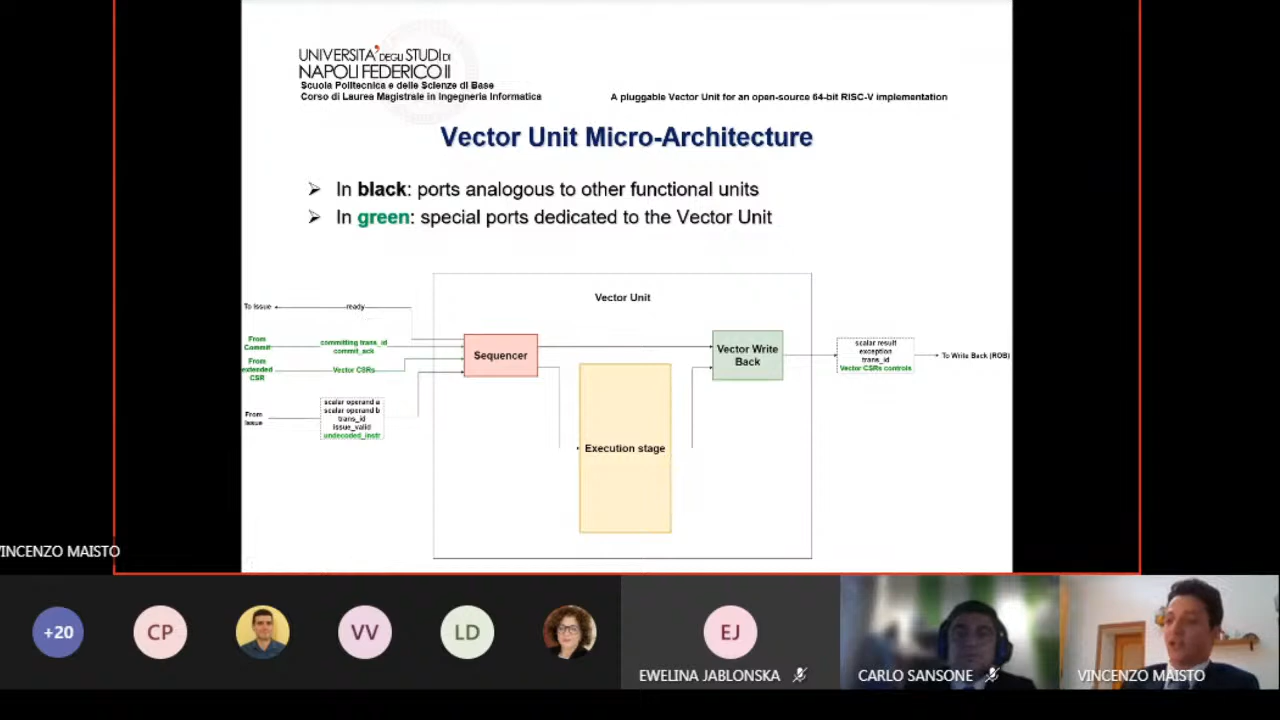 UNIVERSITA' DEGLI STUDI DI
NAPOLI FEDERICO II
Scuola Politecnica e delle Scienze di Base
Corso di Laurea Magistrale in Ingegneria Informatica
A pluggable Vector Unit for an open-source 64-bit RISC-V implementation
Vector Unit Micro-Architecture
In black: ports analogous to other functional units
In green: special ports dedicated to the Vector Unit
Vector Unit
To Issue
ready
From
Commit
committing trans_id
commit_ack
From
extended
CSR
Vector CSRs
From
Issue
scalar operand a
scalar operand b
trans_id
issue_valid
undecoded_instr
Sequencer
Execution stage
Vector Write
Back
scalar result
exception
trans_id
Vector CSRs controls
To Write Back (ROB)
VINCENZO MAISTO
+20
CP
VV
LD
EJ
EWELINA JABLONSKA
CARLO SANSONE
VINCENZO MAISTO